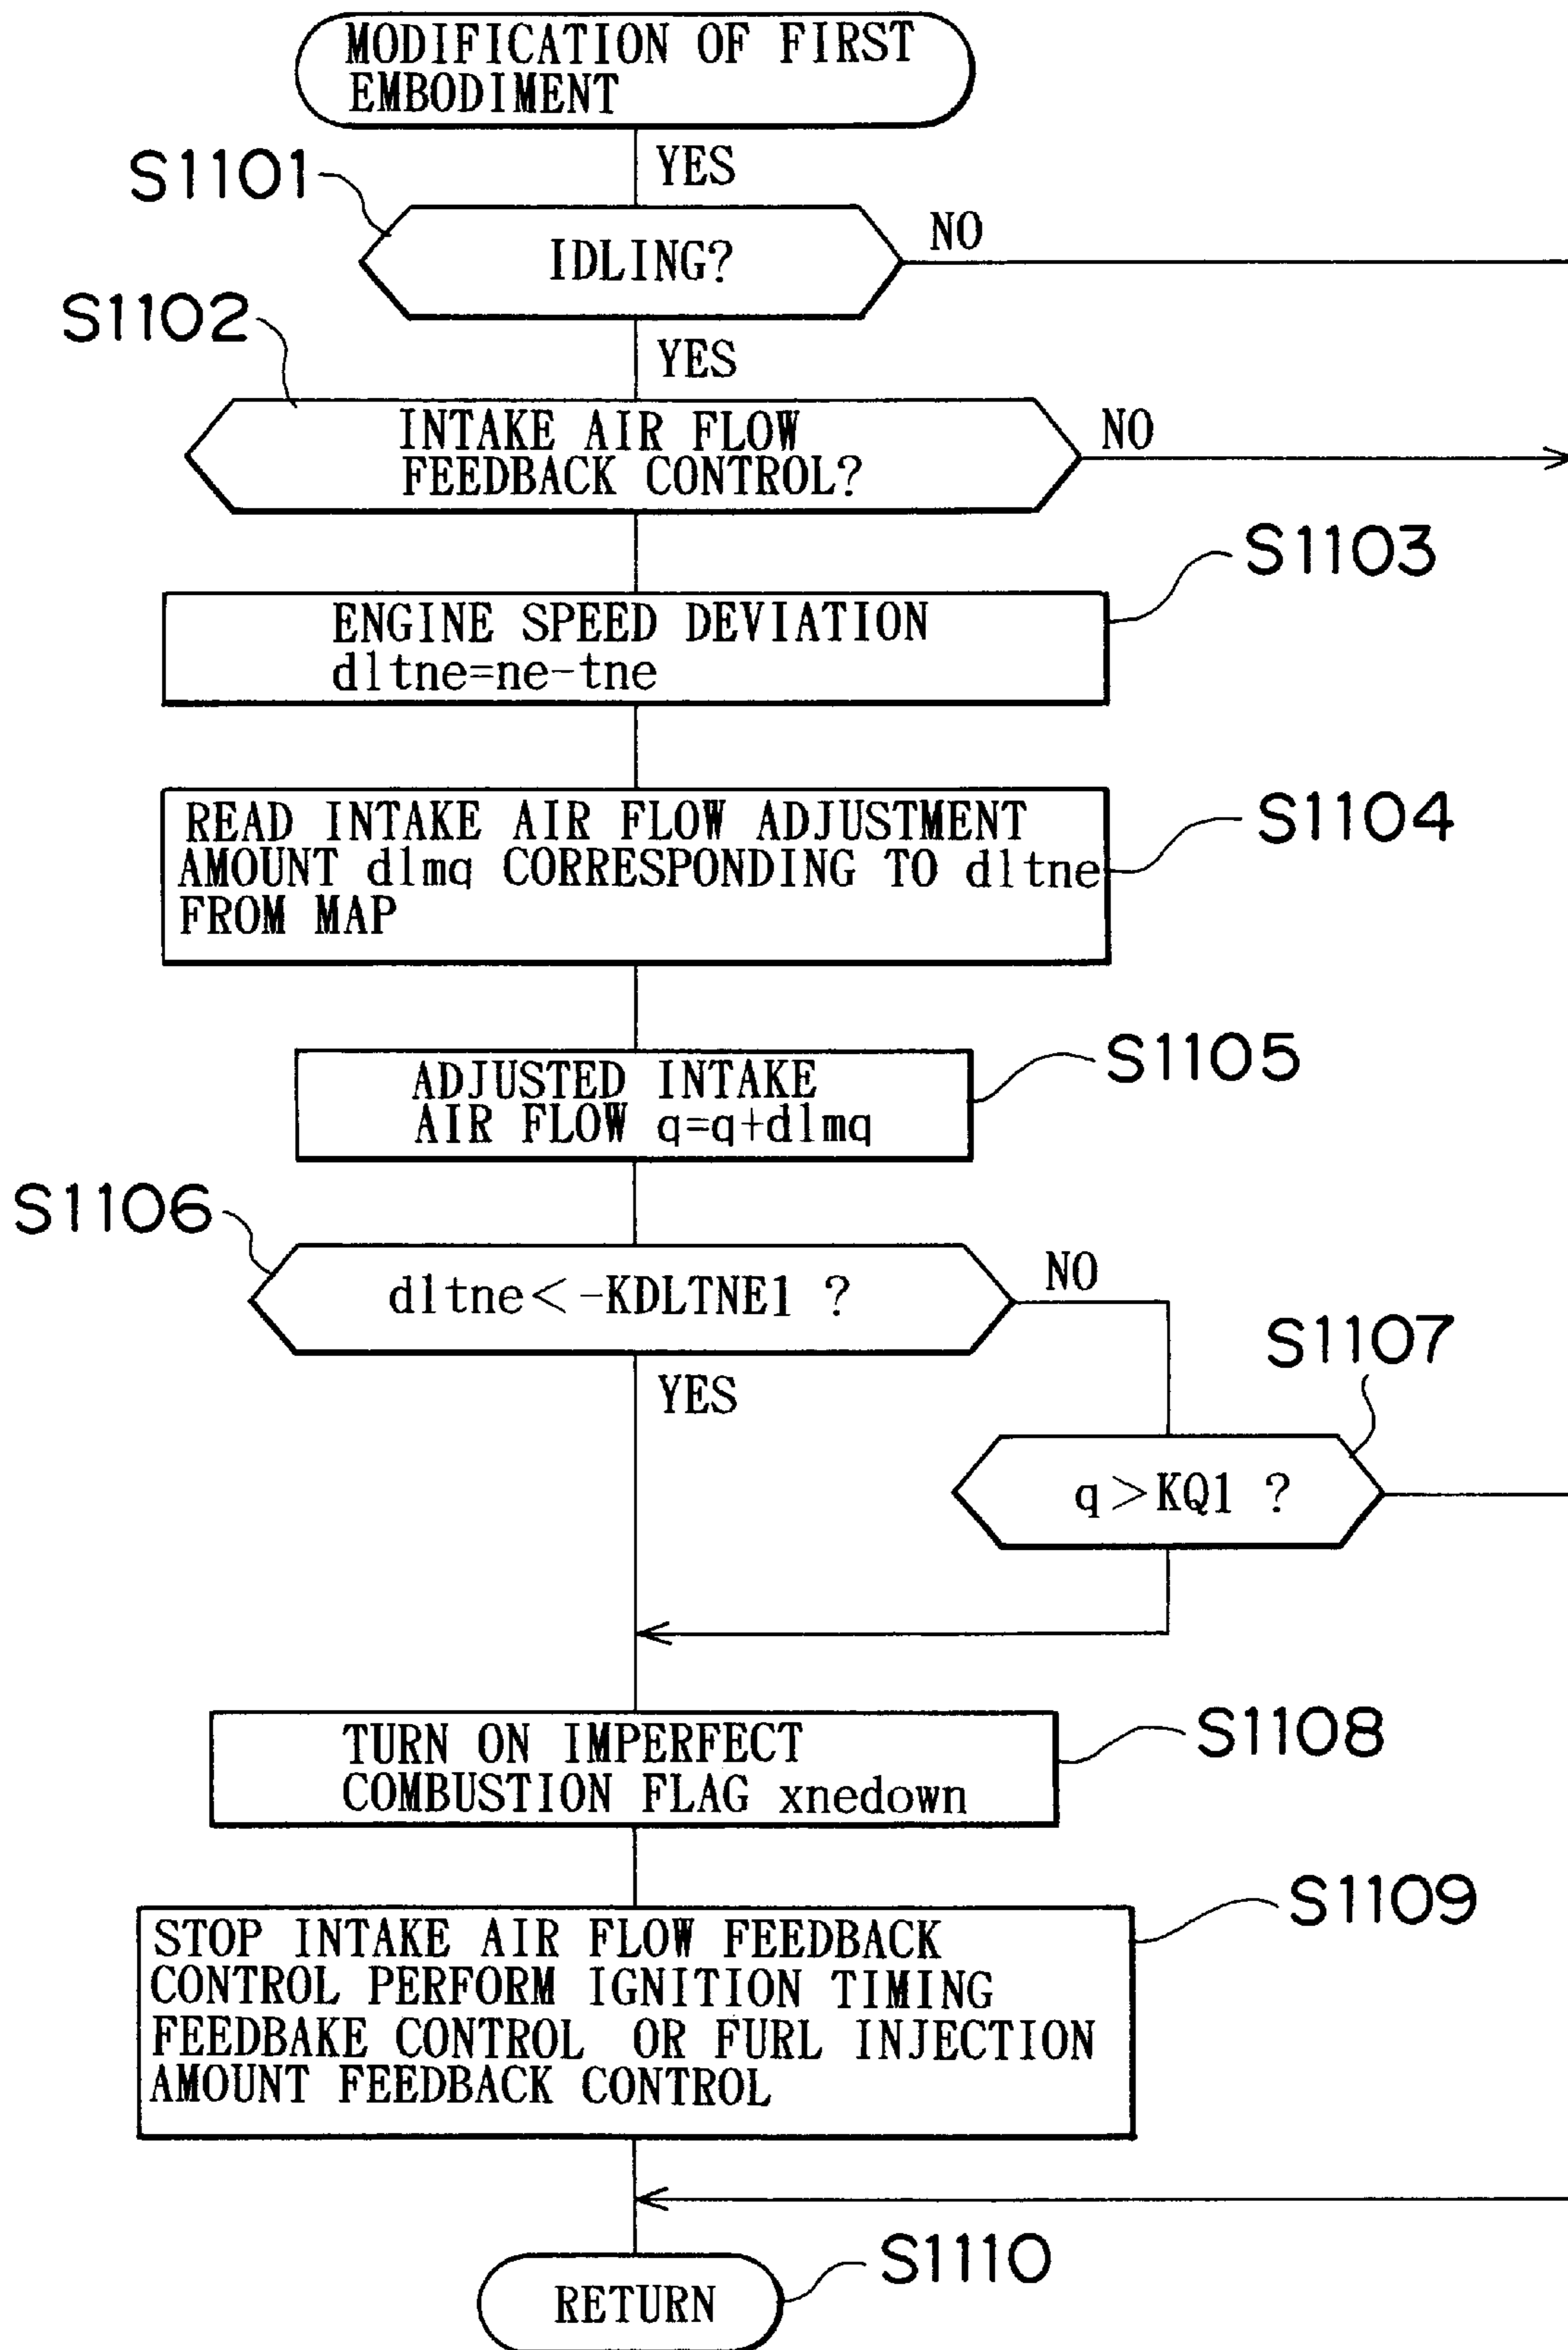 MODIFICATION OF FIRST
EMBODIMENT
YES
S1101
IDLING?
NO
S1102
YES
INTAKE AIR FLOW
FEEDBACK CONTROL?
NO
S1103
ENGINE SPEED DEVIATION
dltne=ne-tne
S1104
READ INTAKE AIR FLOW ADJUSTMENT
AMOUNT dlmq CORRESPONDING TO dltne
FROM MAP
S1105
ADJUSTED INTAKE
AIR FLOW q=q+dlmq
S1106
dltne<-KDLTNE1 ?
NO
S1107
YES
q>KQ1 ?
S1108
TURN ON IMPERFECT
COMBUSTION FLAG xnedown
S1109
STOP INTAKE AIR FLOW FEEDBACK
CONTROL PERFORM IGNITION TIMING
FEEDBAKE CONTROL OR FURL INJECTION
AMOUNT FEEDBACK CONTROL
S1110
RETURN